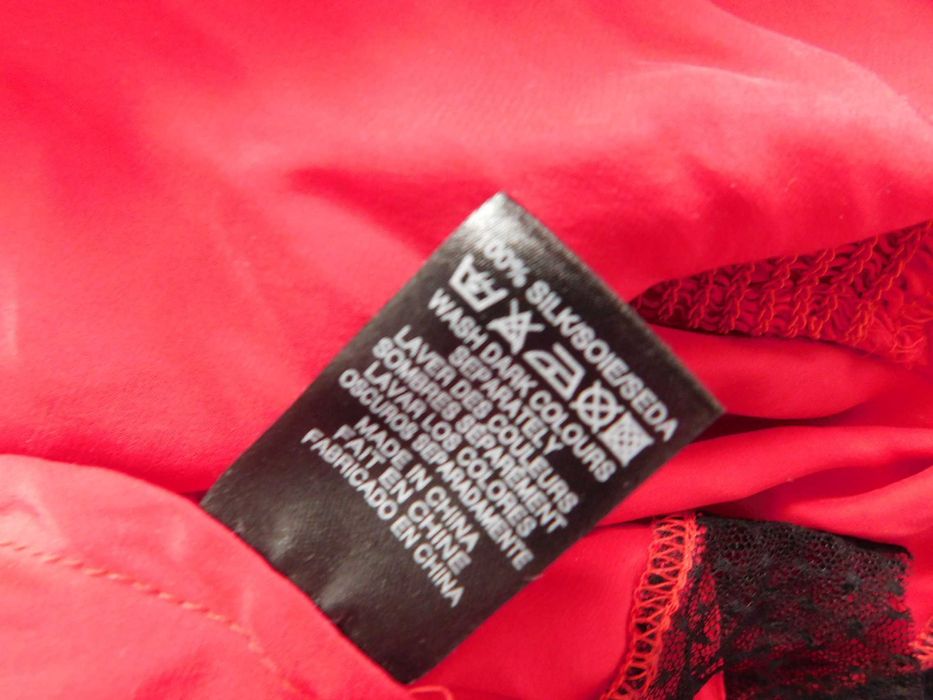 100% SILK/SOIE/SEDA
WASH DARK COLOURS
SEPARATELY
LAVER DES COULEURS
SOMBRES SEPAREMENT
LAVAR LOS COLORES
OSCUROS SEPARADAMENTE
MADE IN CHINA
FAIT EN CHINE
FABRICADO EN CHINA